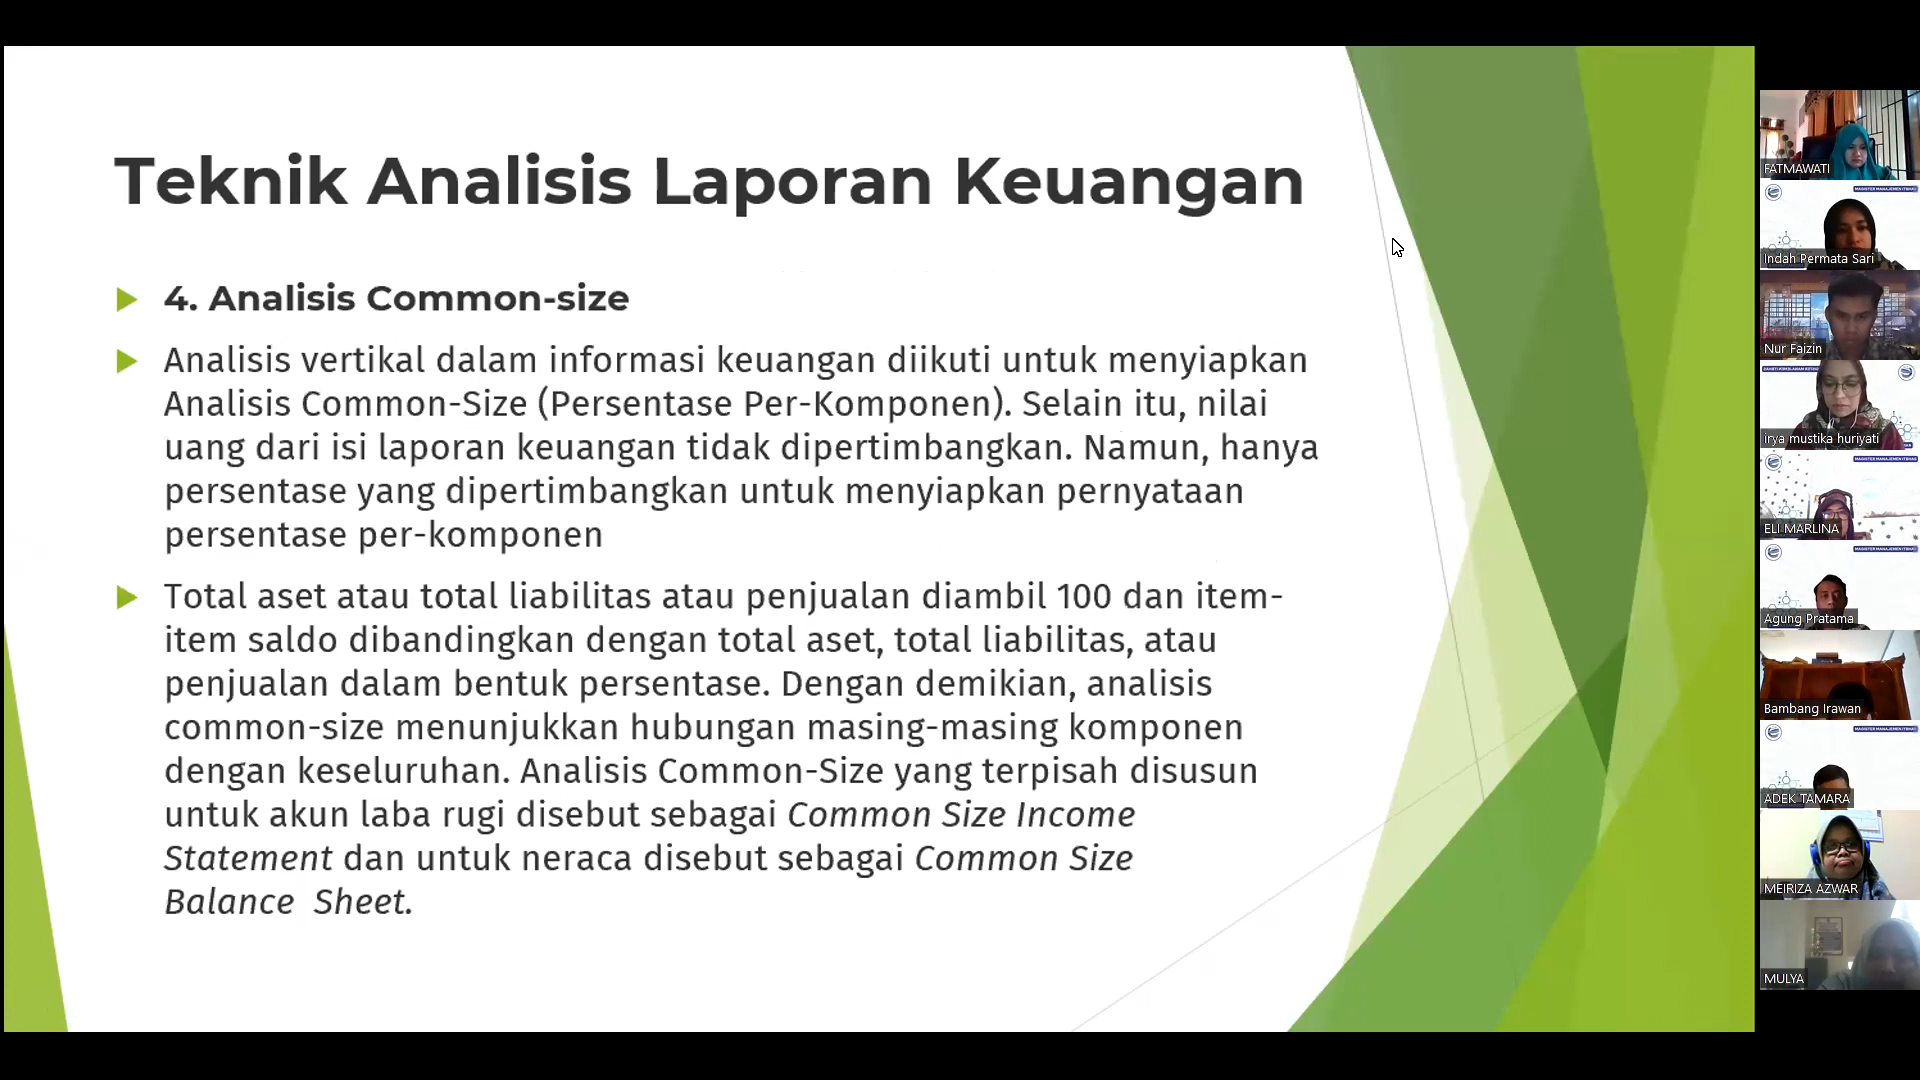 Teknik Analisis Laporan Keuangan
4. Analisis Common-size
Analisis vertikal dalam informasi keuangan diikuti untuk menyiapkan
Analisis Common-Size (Persentase Per-Komponen). Selain itu, nilai
uang dari isi laporan keuangan tidak dipertimbangkan. Namun, hanya
persentase yang dipertimbangkan untuk menyiapkan pernyataan
persentase per-komponen
Total aset atau total liabilitas atau penjualan diambil 100 dan item-
item saldo dibandingkan dengan total aset, total liabilitas, atau
penjualan dalam bentuk persentase. Dengan demikian, analisis
common-size menunjukkan hubungan masing-masing komponen
dengan keseluruhan. Analisis Common-Size yang terpisah disusun
untuk akun laba rugi disebut sebagai Common Size Income
Statement dan untuk neraca disebut sebagai Common Size
Balance  Sheet.
FATMAWATI
Indah Permata Sari
Nur Faizin
irya mustika huriyati
ELI MARLINA
Agung Pratama
Bambang Irawan
ADEK TAMARA
MEIRIZA AZWAR
MULYA